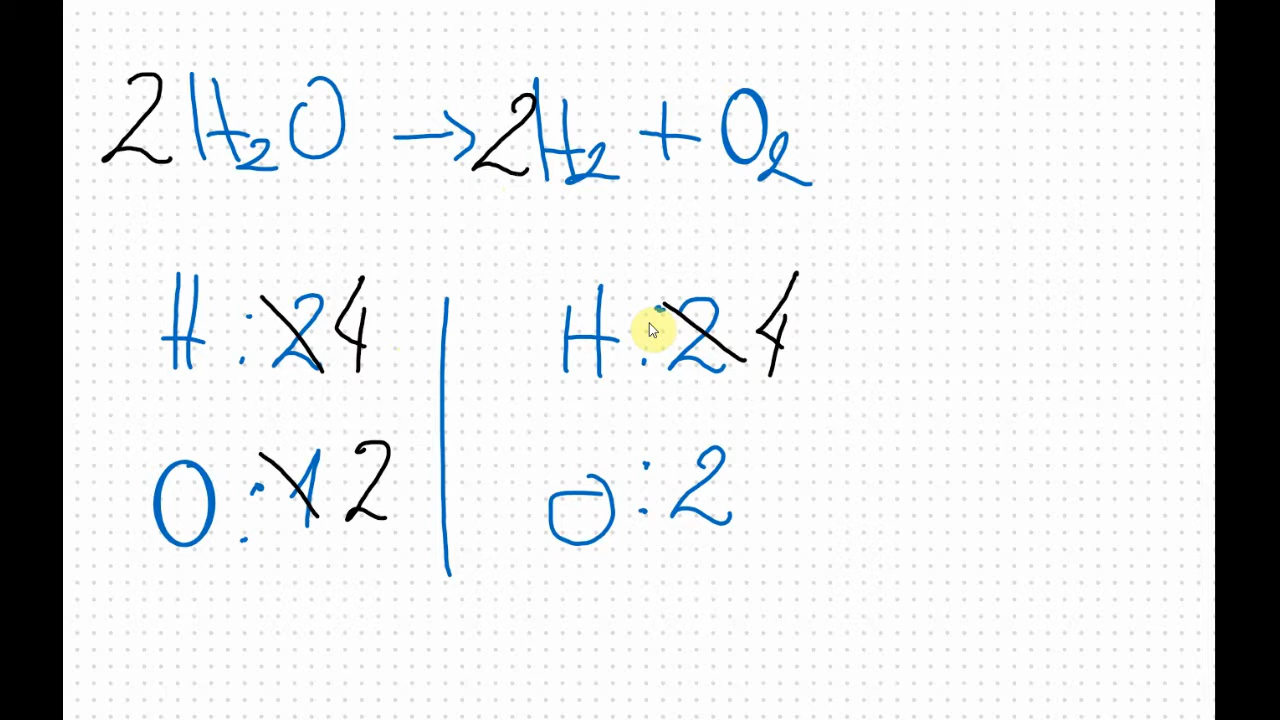 2H₂O → 2H₂ + O₂
H : 2 4 H : 2 4
O : 1 2 O : 2